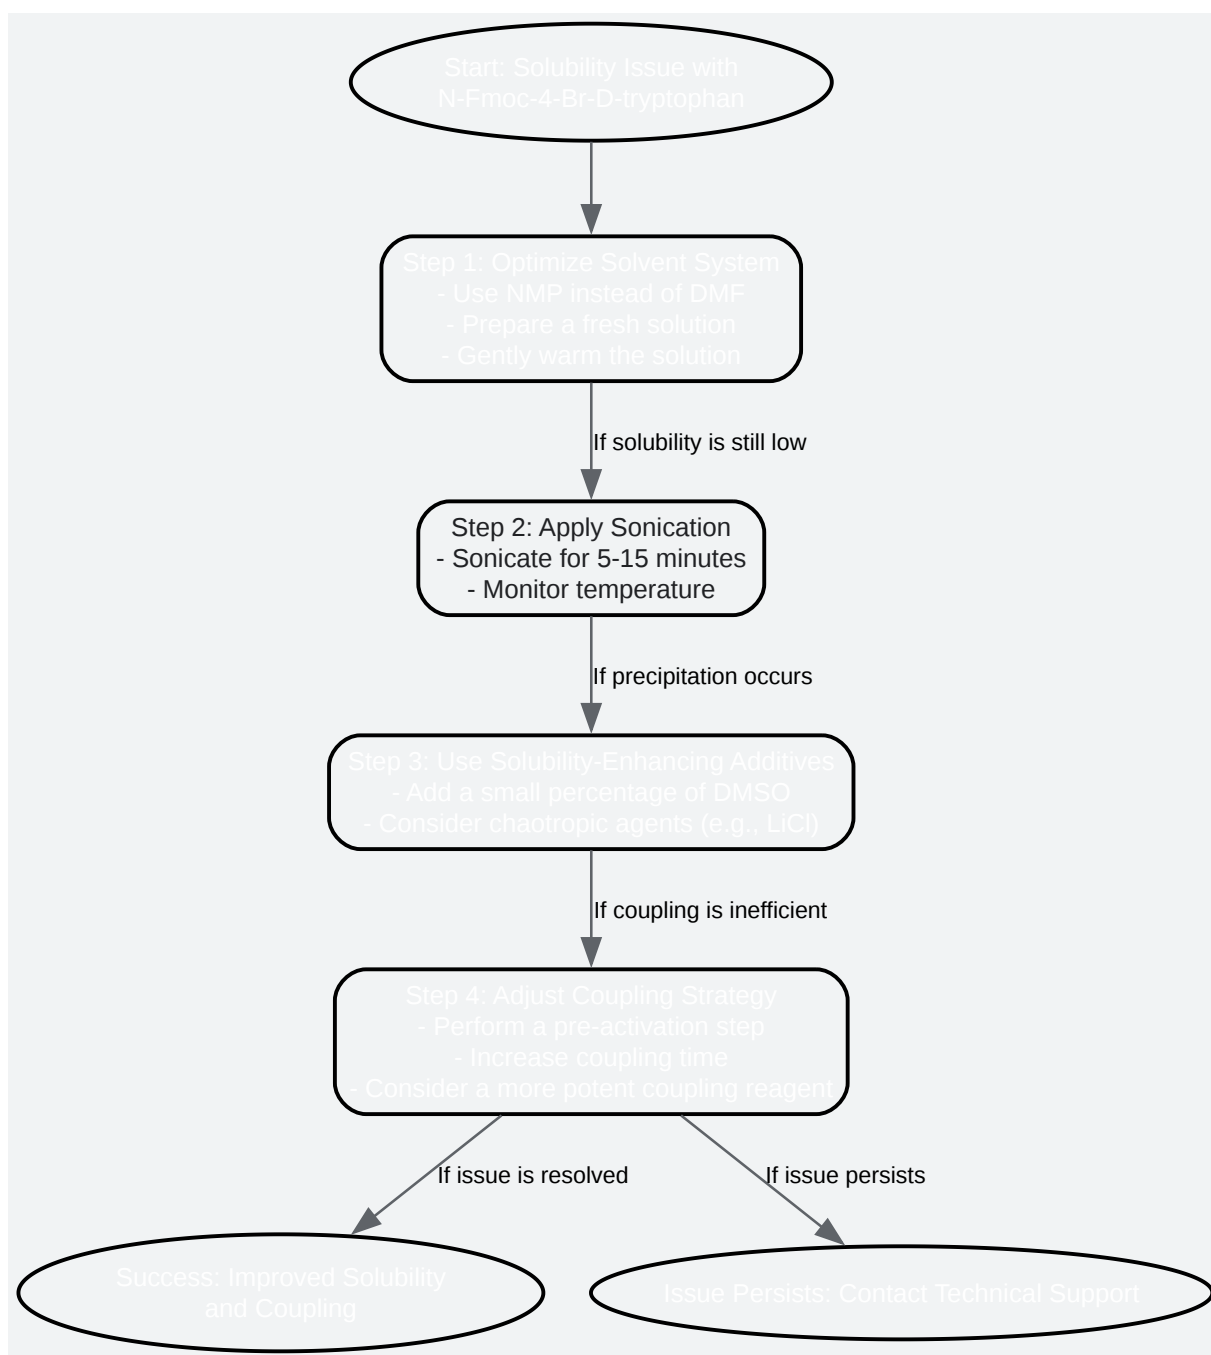 Start: Solubility Issue with
N-Fmoc-4-Br-D-tryptophan
Step 1: Optimize Solvent System
- Use NMP instead of DMF
- Prepare a fresh solution
- Gently warm the solution
If solubility is still low
Step 2: Apply Sonication
- Sonicate for 5-15 minutes
- Monitor temperature
If precipitation occurs
Step 3: Use Solubility-Enhancing Additives
- Add a small percentage of DMSO
- Consider chaotropic agents (e.g., LiCl)
If coupling is inefficient
Step 4: Adjust Coupling Strategy
- Perform a pre-activation step
- Increase coupling time
- Consider a more potent coupling reagent
If issue is resolved
If issue persists
Success: Improved Solubility
and Coupling
Issue Persists: Contact Technical Support